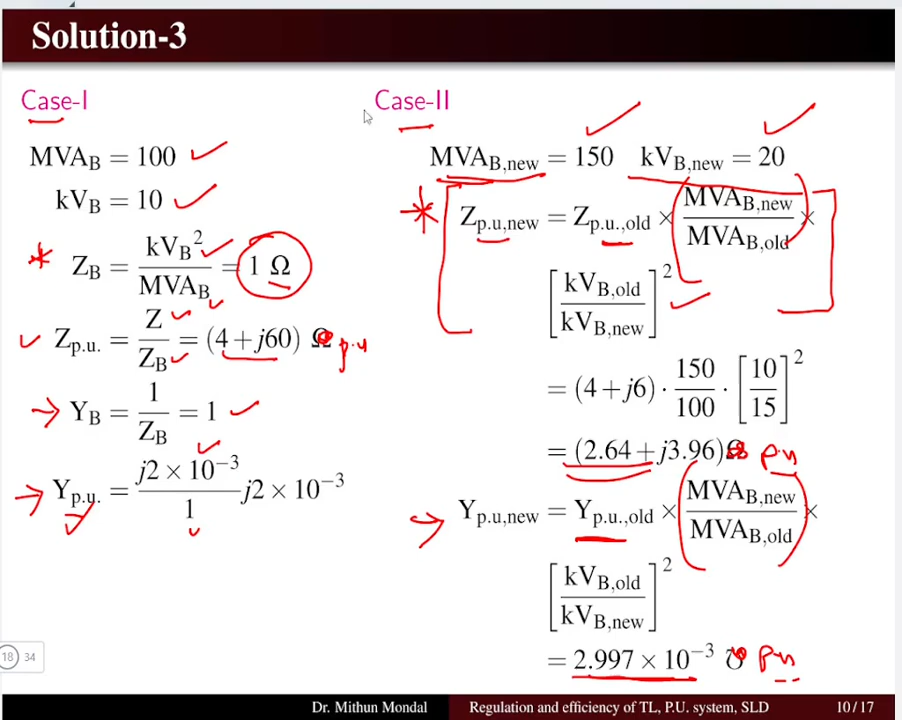 Solution-3
Case-I
MVA_B = 100
kV_B = 10
* Z_B = kV_B² / MVA_B = 1 Ω
Z_p.u. = Z / Z_B = (4+j60) Ω p.u
Y_B = 1 / Z_B = 1
Y_p.u. = j2 × 10⁻³ / 1 j2 × 10⁻³
Case-II
MVA_B,new = 150 kV_B,new = 20
* Z_p.u,new = Z_p.u.,old × MVA_B,new / MVA_B,old ×
[kV_B,old / kV_B,new]²
= (4+j6) · 150/100 · [10/15]²
= (2.64+j3.96)Ω p.u
Y_p.u,new = Y_p.u.,old × (MVA_B,new / MVA_B,old) ×
[kV_B,old / kV_B,new]²
= 2.997 × 10⁻³ ℧ p.u
18 34
Dr. Mithun Mondal Regulation and efficiency of TL, P.U. system, SLD 10/17